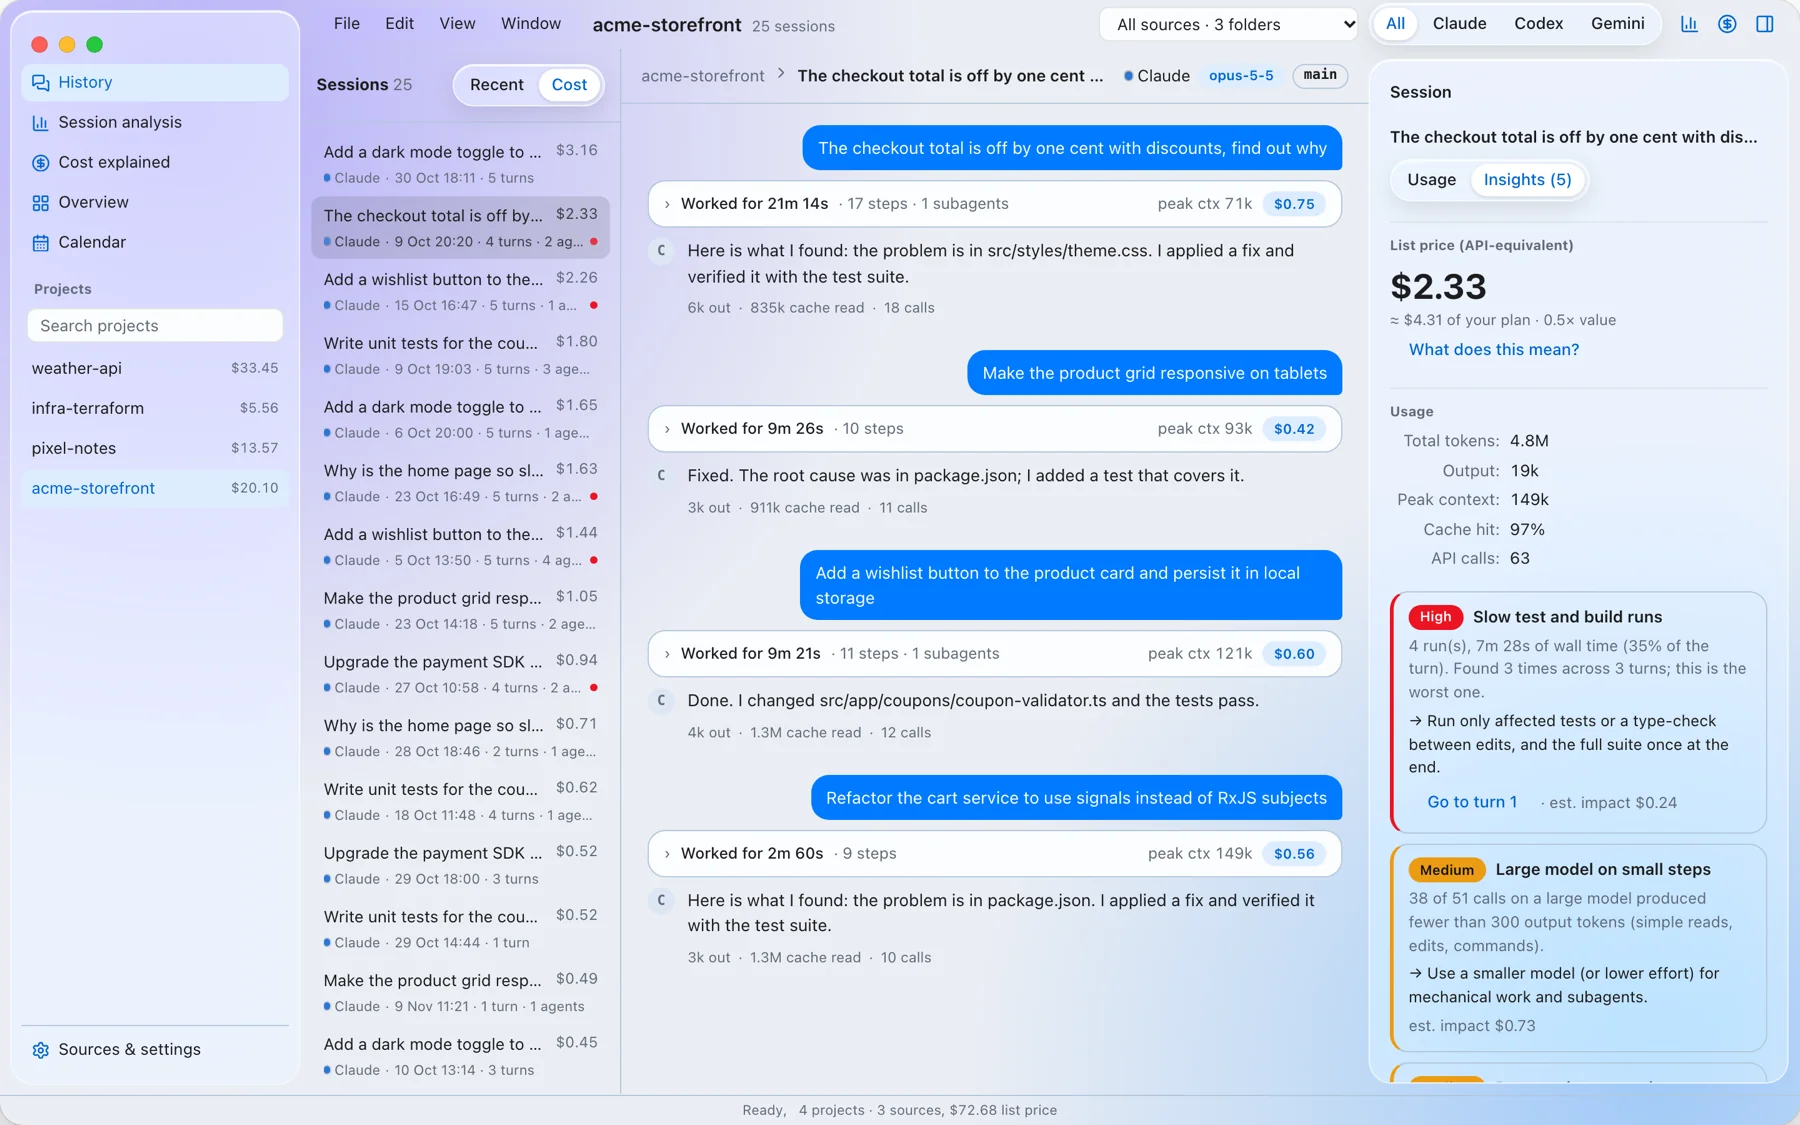 File Edit View Window
acme-storefront 25 sessions
All sources · 3 folders
All Claude Codex Gemini
History
Session analysis
Cost explained
Overview
Calendar
Projects
Search projects
weather-api $33.45
infra-terraform $5.56
pixel-notes $13.57
acme-storefront $20.10
Sources & settings
Sessions 25
Recent Cost
Add a dark mode toggle to ... $3.16
Claude · 30 Oct 18:11 · 5 turns
The checkout total is off by... $2.33
Claude · 9 Oct 20:20 · 4 turns · 2 ag...
Add a wishlist button to the... $2.26
Claude · 15 Oct 16:47 · 5 turns · 1 a...
Write unit tests for the cou... $1.80
Claude · 9 Oct 19:03 · 5 turns · 3 age...
Add a dark mode toggle to ... $1.65
Claude · 6 Oct 20:00 · 5 turns · 1 age...
Why is the home page so sl... $1.63
Claude · 23 Oct 16:49 · 5 turns · 2 a...
Add a wishlist button to the... $1.44
Claude · 5 Oct 13:50 · 5 turns · 4 ag...
Make the product grid resp... $1.05
Claude · 23 Oct 14:18 · 5 turns · 2 age...
Upgrade the payment SDK ... $0.94
Claude · 27 Oct 10:58 · 4 turns · 2 a...
Why is the home page so sl... $0.71
Claude · 28 Oct 18:46 · 2 turns · 1 age...
Write unit tests for the cou... $0.62
Claude · 18 Oct 11:48 · 4 turns · 1 age...
Upgrade the payment SDK ... $0.52
Claude · 29 Oct 18:00 · 3 turns
Write unit tests for the cou... $0.52
Claude · 29 Oct 14:44 · 1 turn
Make the product grid resp... $0.49
Claude · 9 Nov 11:21 · 1 turn · 1 agents
Add a dark mode toggle to ... $0.45
Claude · 10 Oct 13:14 · 3 turns
acme-storefront > The checkout total is off by one cent ... Claude opus-5-5 main
The checkout total is off by one cent with discounts, find out why
› Worked for 21m 14s · 17 steps · 1 subagents peak ctx 71k $0.75
C Here is what I found: the problem is in src/styles/theme.css. I applied a fix and
verified it with the test suite.
6k out · 835k cache read · 18 calls
Make the product grid responsive on tablets
› Worked for 9m 26s · 10 steps peak ctx 93k $0.42
C Fixed. The root cause was in package.json; I added a test that covers it.
3k out · 911k cache read · 11 calls
Add a wishlist button to the product card and persist it in local
storage
› Worked for 9m 21s · 11 steps · 1 subagents peak ctx 121k $0.60
C Done. I changed src/app/coupons/coupon-validator.ts and the tests pass.
4k out · 1.3M cache read · 12 calls
Refactor the cart service to use signals instead of RxJS subjects
› Worked for 2m 60s · 9 steps peak ctx 149k $0.56
C Here is what I found: the problem is in package.json. I applied a fix and verified it
with the test suite.
3k out · 1.3M cache read · 10 calls
Session
The checkout total is off by one cent with dis...
Usage Insights (5)
List price (API-equivalent)
$2.33
≈ $4.31 of your plan · 0.5× value
What does this mean?
Usage
Total tokens: 4.8M
Output: 19k
Peak context: 149k
Cache hit: 97%
API calls: 63
High Slow test and build runs
4 run(s), 7m 28s of wall time (35% of the
turn). Found 3 times across 3 turns; this is the
worst one.
→ Run only affected tests or a type-check
between edits, and the full suite once at the
end.
Go to turn 1 · est. impact $0.24
Medium Large model on small steps
38 of 51 calls on a large model produced
fewer than 300 output tokens (simple reads,
edits, commands).
→ Use a smaller model (or lower effort) for
mechanical work and subagents.
est. impact $0.73
Ready, 4 projects · 3 sources, $72.68 list price